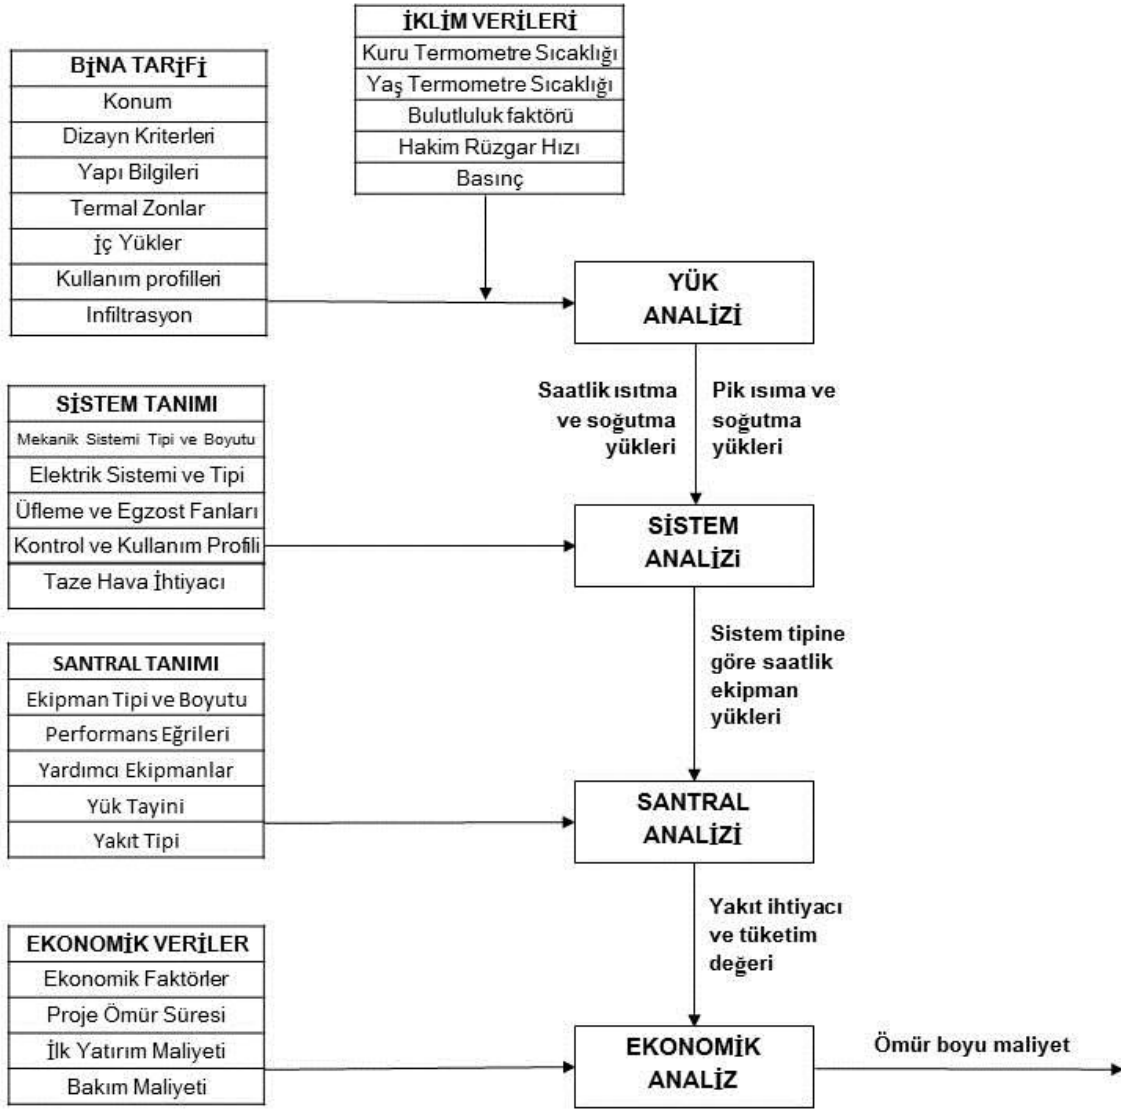 İKLİM VERİLERİ
Kuru Termometre Sıcaklığı
Yaş Termometre Sıcaklığı
Bulutluluk faktörü
Hakim Rüzgar Hızı
Basınç
BİNA TARİFİ
Konum
Dizayn Kriterleri
Yapı Bilgileri
Termal Zonlar
İç Yükler
Kullanım profilleri
Infiltrasyon
YÜK
ANALİZİ
Saatlik ısıtma
ve soğutma
yükleri
Pik ısıma ve
soğutma
yükleri
SİSTEM TANIMI
Mekanik Sistemi Tipi ve Boyutu
Elektrik Sistemi ve Tipi
Üfleme ve Egzost Fanları
Kontrol ve Kullanım Profili
Taze Hava İhtiyacı
SİSTEM
ANALİZi
Sistem tipine
göre saatlik
ekipman
yükleri
SANTRAL TANIMI
Ekipman Tipi ve Boyutu
Performans Eğrileri
Yardımcı Ekipmanlar
Yük Tayini
Yakıt Tipi
SANTRAL
ANALİZİ
Yakıt ihtiyacı
ve tüketim
değeri
EKONOMİK VERİLER
Ekonomik Faktörler
Proje Ömür Süresi
İlk Yatırım Maliyeti
Bakım Maliyeti
EKONOMİK
ANALİZ
Ömür boyu maliyet